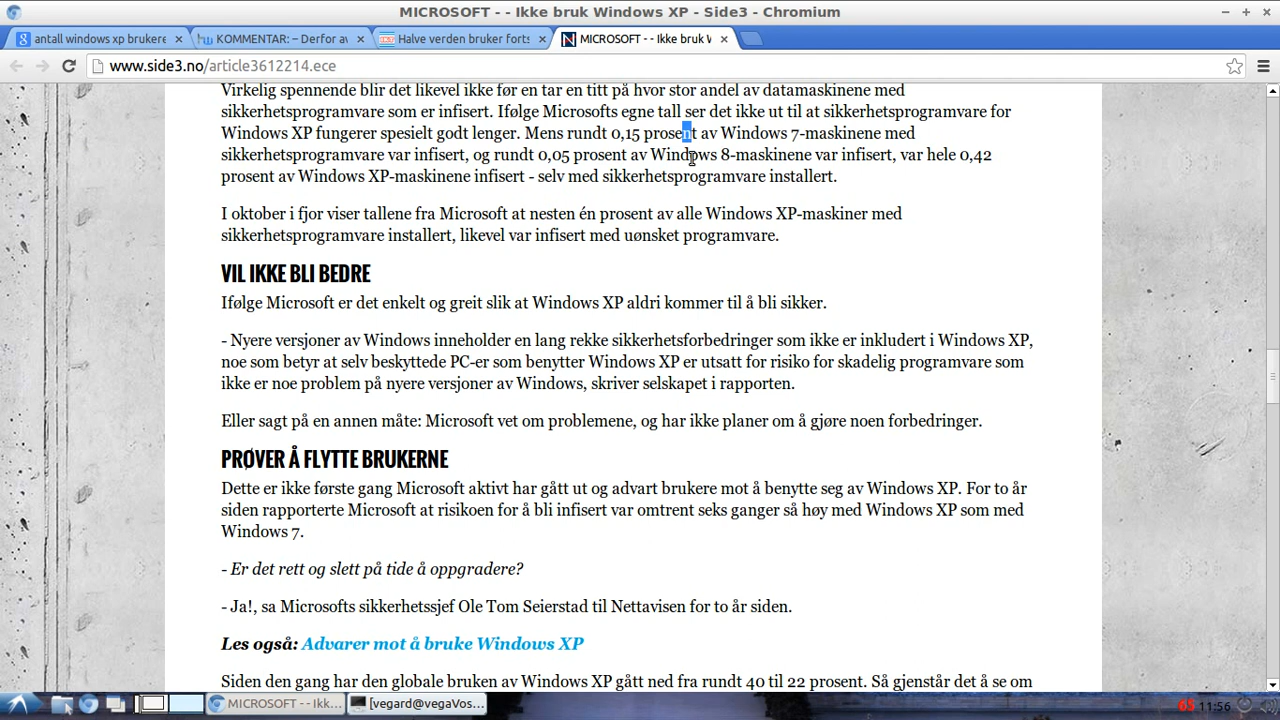 MICROSOFT - - Ikke bruk Windows XP - Side3 - Chromium
antall windows xp brukere
KOMMENTAR: – Derfor av
Halve verden bruker forts
MICROSOFT - - Ikke bruk W
www.side3.no/article3612214.ece
Virkelig spennende blir det likevel ikke før en tar en titt på hvor stor andel av datamaskinene med
sikkerhetsprogramvare som er infisert. Ifølge Microsofts egne tall ser det ikke ut til at sikkerhetsprogramvare for
Windows XP fungerer spesielt godt lenger. Mens rundt 0,15 prosent av Windows 7-maskinene med
sikkerhetsprogramvare var infisert, og rundt 0,05 prosent av Windows 8-maskinene var infisert, var hele 0,42
prosent av Windows XP-maskinene infisert - selv med sikkerhetsprogramvare installert.
I oktober i fjor viser tallene fra Microsoft at nesten én prosent av alle Windows XP-maskiner med
sikkerhetsprogramvare installert, likevel var infisert med uønsket programvare.
VIL IKKE BLI BEDRE
Ifølge Microsoft er det enkelt og greit slik at Windows XP aldri kommer til å bli sikker.
- Nyere versjoner av Windows inneholder en lang rekke sikkerhetsforbedringer som ikke er inkludert i Windows XP,
noe som betyr at selv beskyttede PC-er som benytter Windows XP er utsatt for risiko for skadelig programvare som
ikke er noe problem på nyere versjoner av Windows, skriver selskapet i rapporten.
Eller sagt på en annen måte: Microsoft vet om problemene, og har ikke planer om å gjøre noen forbedringer.
PRØVER Å FLYTTE BRUKERNE
Dette er ikke første gang Microsoft aktivt har gått ut og advart brukere mot å benytte seg av Windows XP. For to år
siden rapporterte Microsoft at risikoen for å bli infisert var omtrent seks ganger så høy med Windows XP som med
Windows 7.
- Er det rett og slett på tide å oppgradere?
- Ja!, sa Microsofts sikkerhetssjef Ole Tom Seierstad til Nettavisen for to år siden.
Les også: Advarer mot å bruke Windows XP
Siden den gang har den globale bruken av Windows XP gått ned fra rundt 40 til 22 prosent. Så gjenstår det å se om
MICROSOFT - - Ikk...
[vegard@vegaVos...
65 11:56